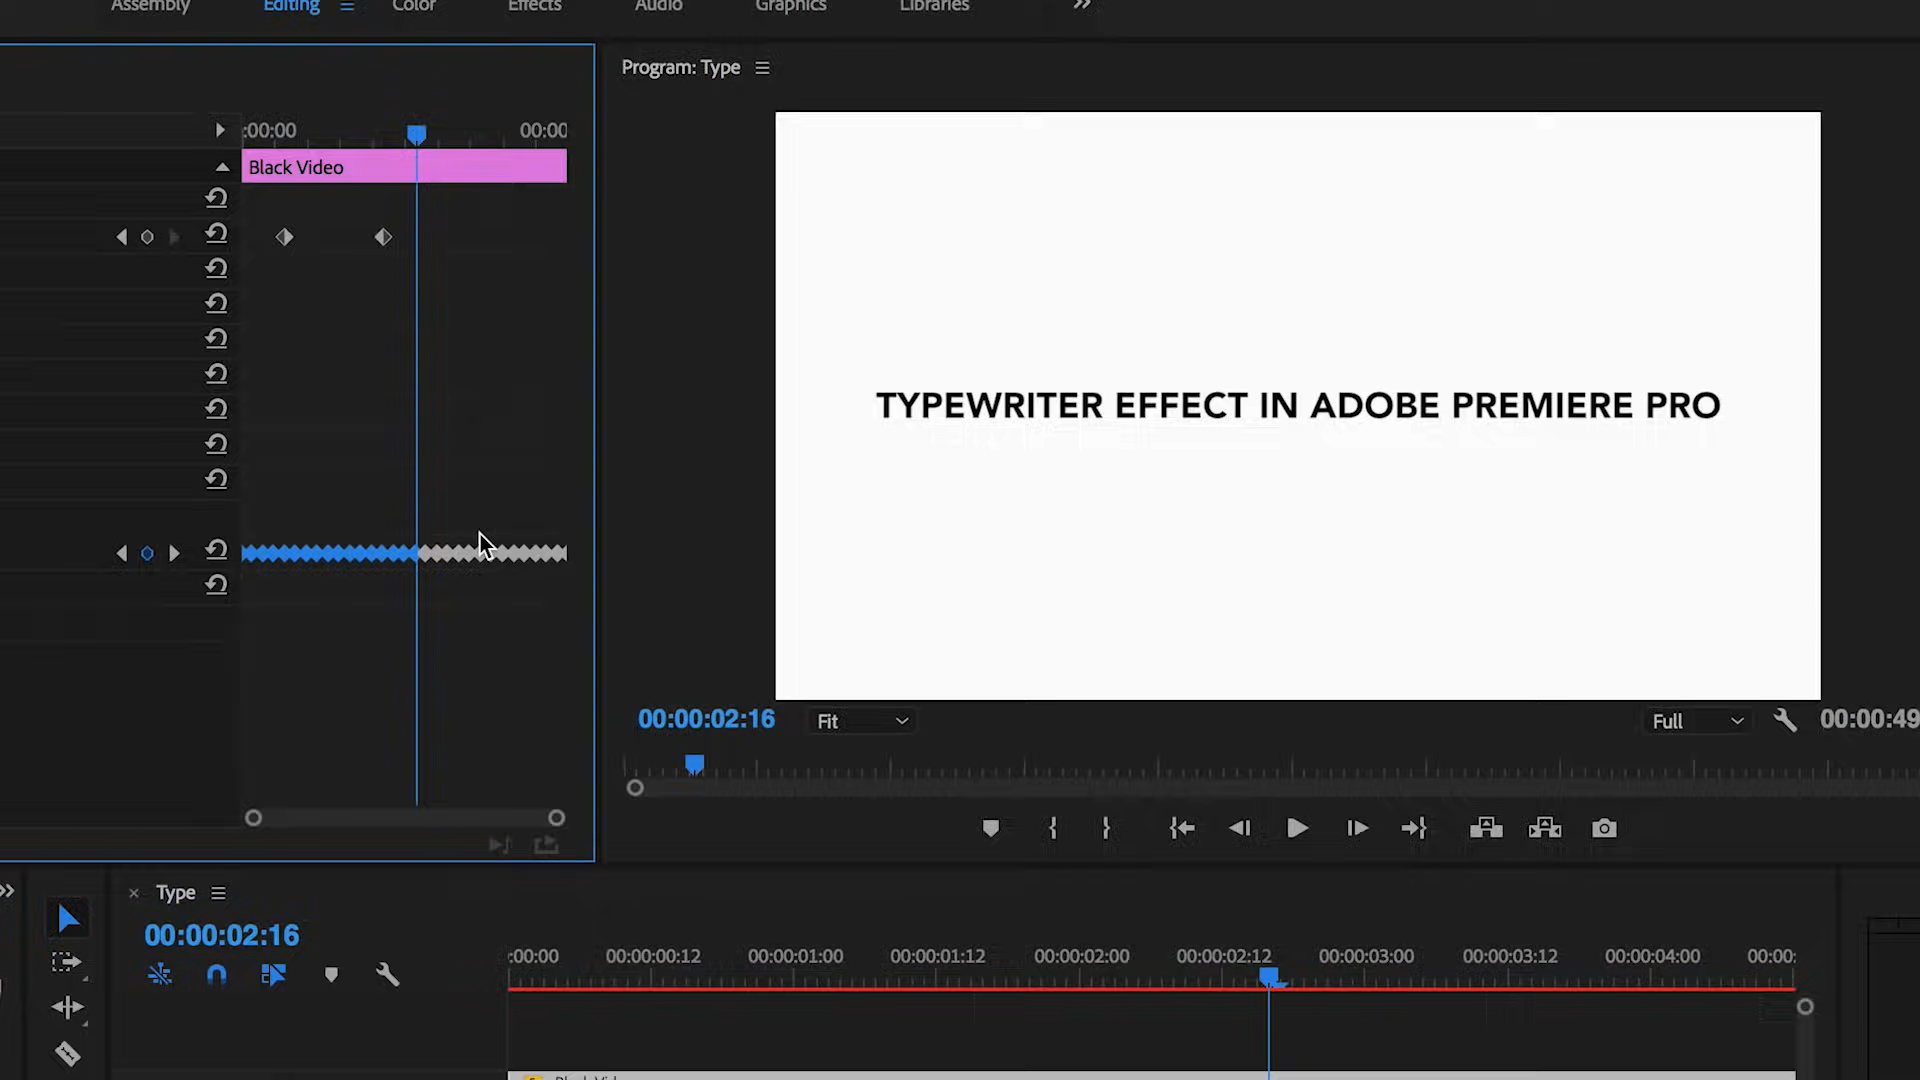 Assembly Editing Color Effects Audio Graphics Libraries
Program: Type
:00:00 00:00
Black Video
TYPEWRITER EFFECT IN ADOBE PREMIERE PRO
00:00:02:16 Fit Full 00:00:49
Type
00:00:02:16
:00:00 00:00:00:12 00:00:01:00 00:00:01:12 00:00:02:00 00:00:02:12 00:00:03:00 00:00:03:12 00:00:04:00 00:00: